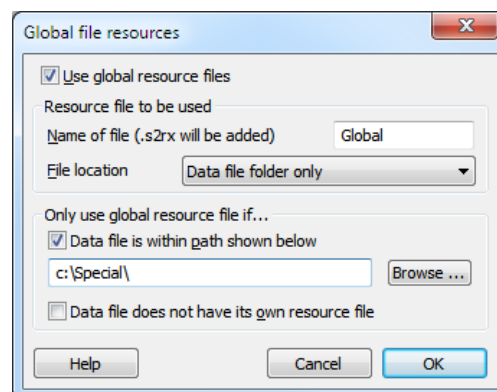 Global file resources
Use global resource files
Resource file to be used
Name of file (.s2rx will be added) Global
File location Data file folder only
Only use global resource file if...
Data file is within path shown below
c:\Special\ Browse ...
Data file does not have its own resource file
Help Cancel OK